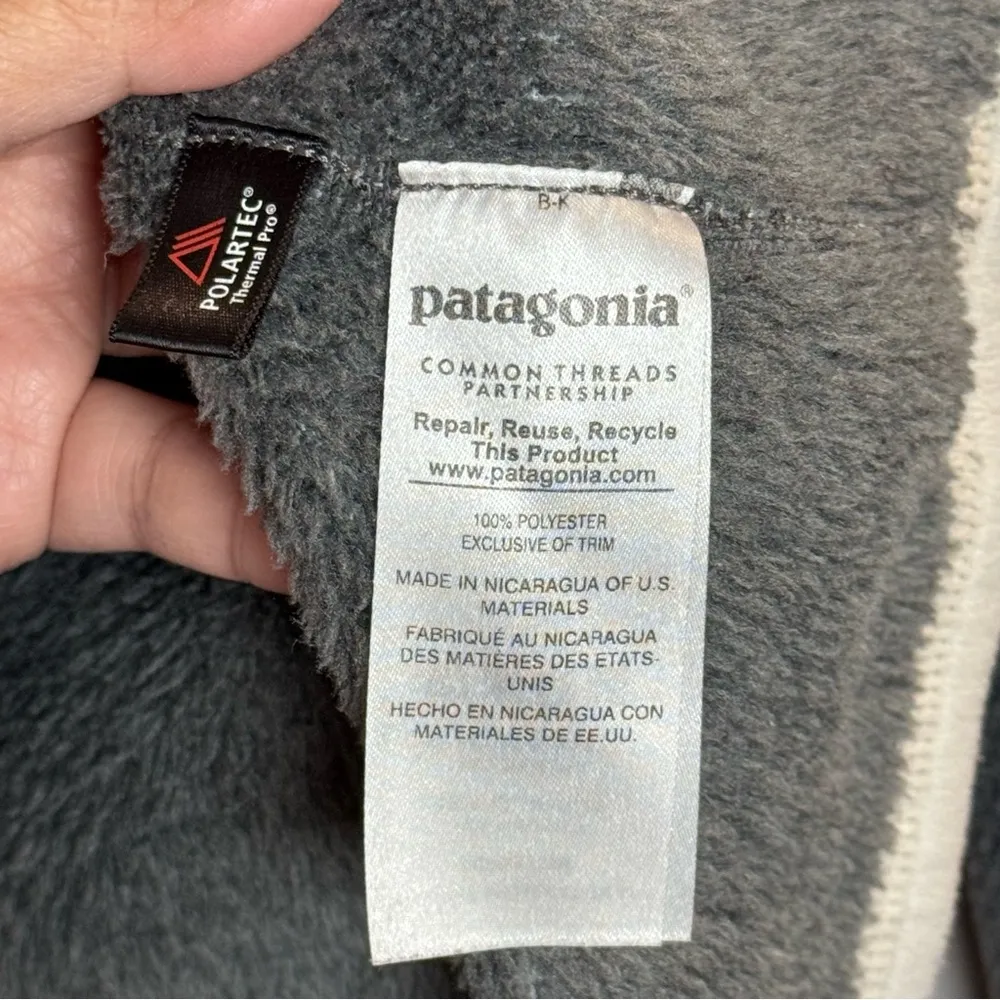 POLARTEC®
Thermal Pro®
B-K
patagonia®
COMMON THREADS
PARTNERSHIP
Repair, Reuse, Recycle
This Product
www.patagonia.com
100% POLYESTER
EXCLUSIVE OF TRIM
MADE IN NICARAGUA OF U.S.
MATERIALS
FABRIQUÉ AU NICARAGUA
DES MATIÈRES DES ETATS-
UNIS
HECHO EN NICARAGUA CON
MATERIALES DE EE.UU.